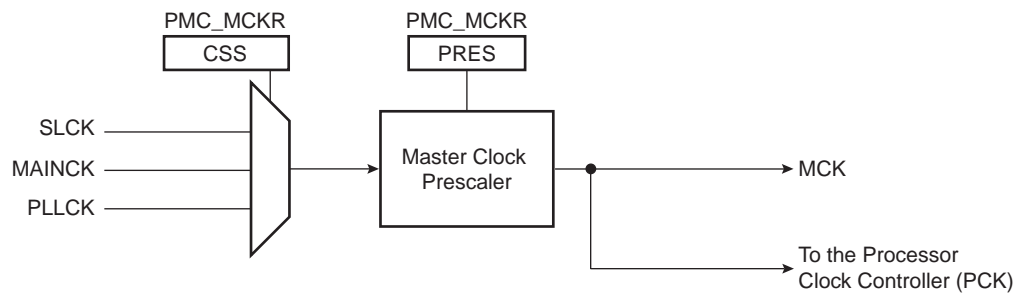 PMC_MCKR
PMC_MCKR
CSS
PRES
SLCK
MAINCK
PLLCK
Master Clock
Prescaler
MCK
To the Processor
Clock Controller (PCK)